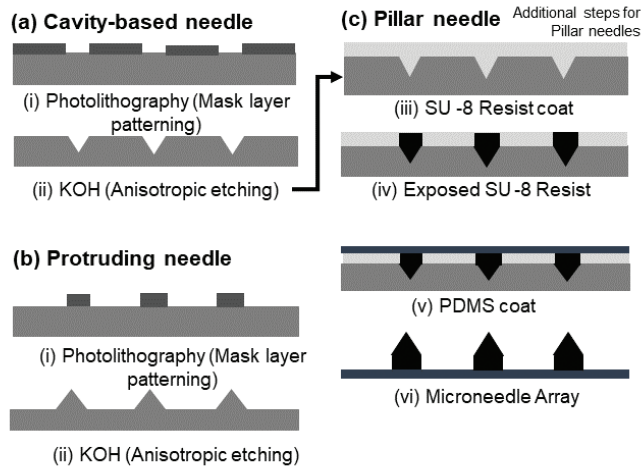 (a) Cavity-based needle
(i) Photolithography (Mask layer
patterning)
(ii) KOH (Anisotropic etching)
(b) Protruding needle
(i) Photolithography (Mask layer
patterning)
(ii) KOH (Anisotropic etching)
(c) Pillar needle
Additional steps for
Pillar needles
(iii) SU -8 Resist coat
(iv) Exposed SU -8 Resist
(v) PDMS coat
(vi) Microneedle Array